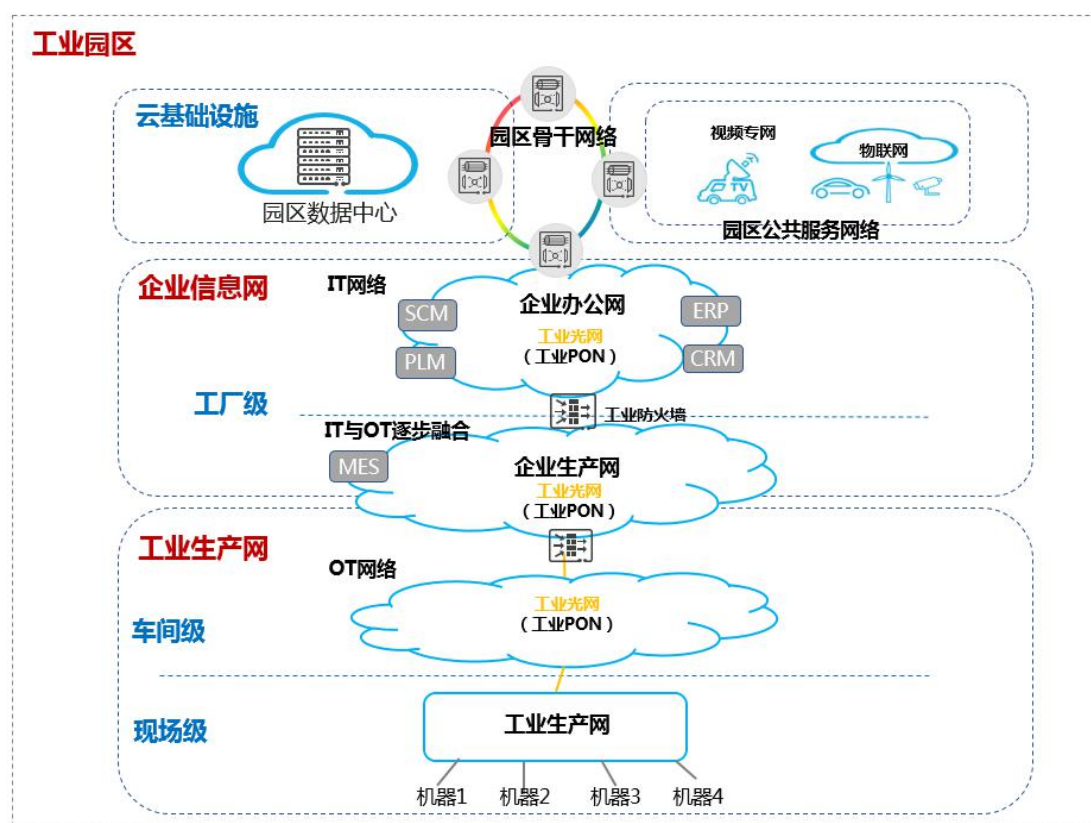 工业园区
云基础设施
园区数据中心
园区骨干网络
视频专网
物联网
TV
园区公共服务网络
企业信息网
IT网络
SCM
PLM
企业办公网
工业光网
(工业PON)
ERP
CRM
工厂级
工业防火墙
IT与OT逐步融合
MES
企业生产网
工业光网
(工业PON)
工业生产网
OT网络
工业光网
(工业PON)
车间级
现场级
工业生产网
机器1 机器2 机器3 机器4